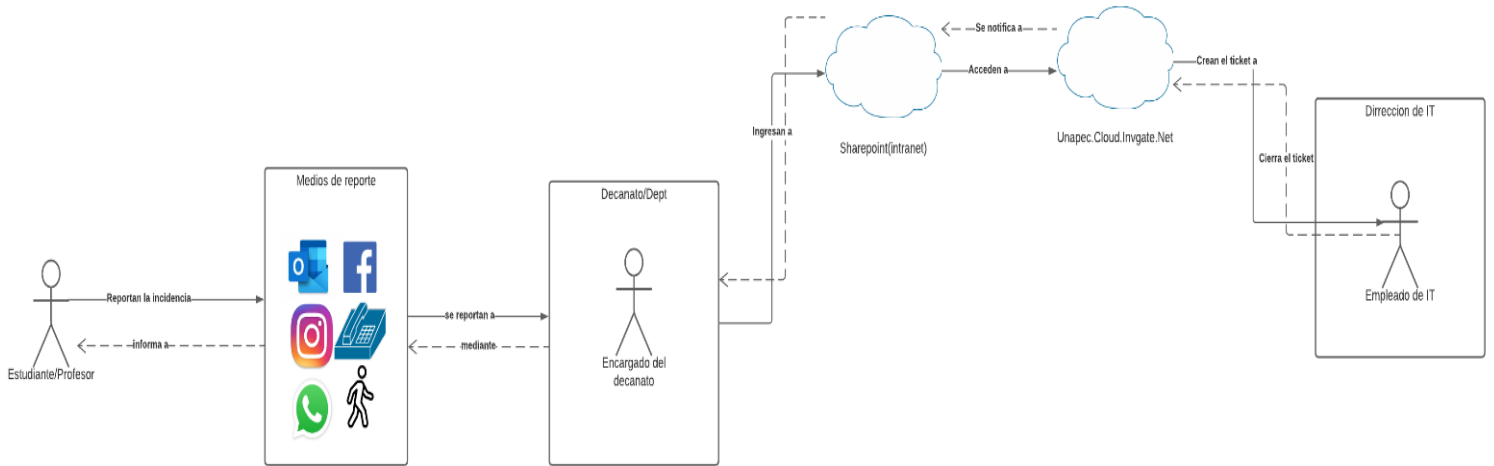 Medios de reporte
Reportan la incidencia
informa a
Estudiante/Profesor
se reportan a
mediante
Decanato/Dept
Encargado del
decanato
Ingresan a
Sharepoint(intranet)
Se notifica a
Acceden a
Unapec.Cloud.Invgate.Net
Crean el ticket a
Cierra el ticket
Dirreccion de IT
Empleado de IT